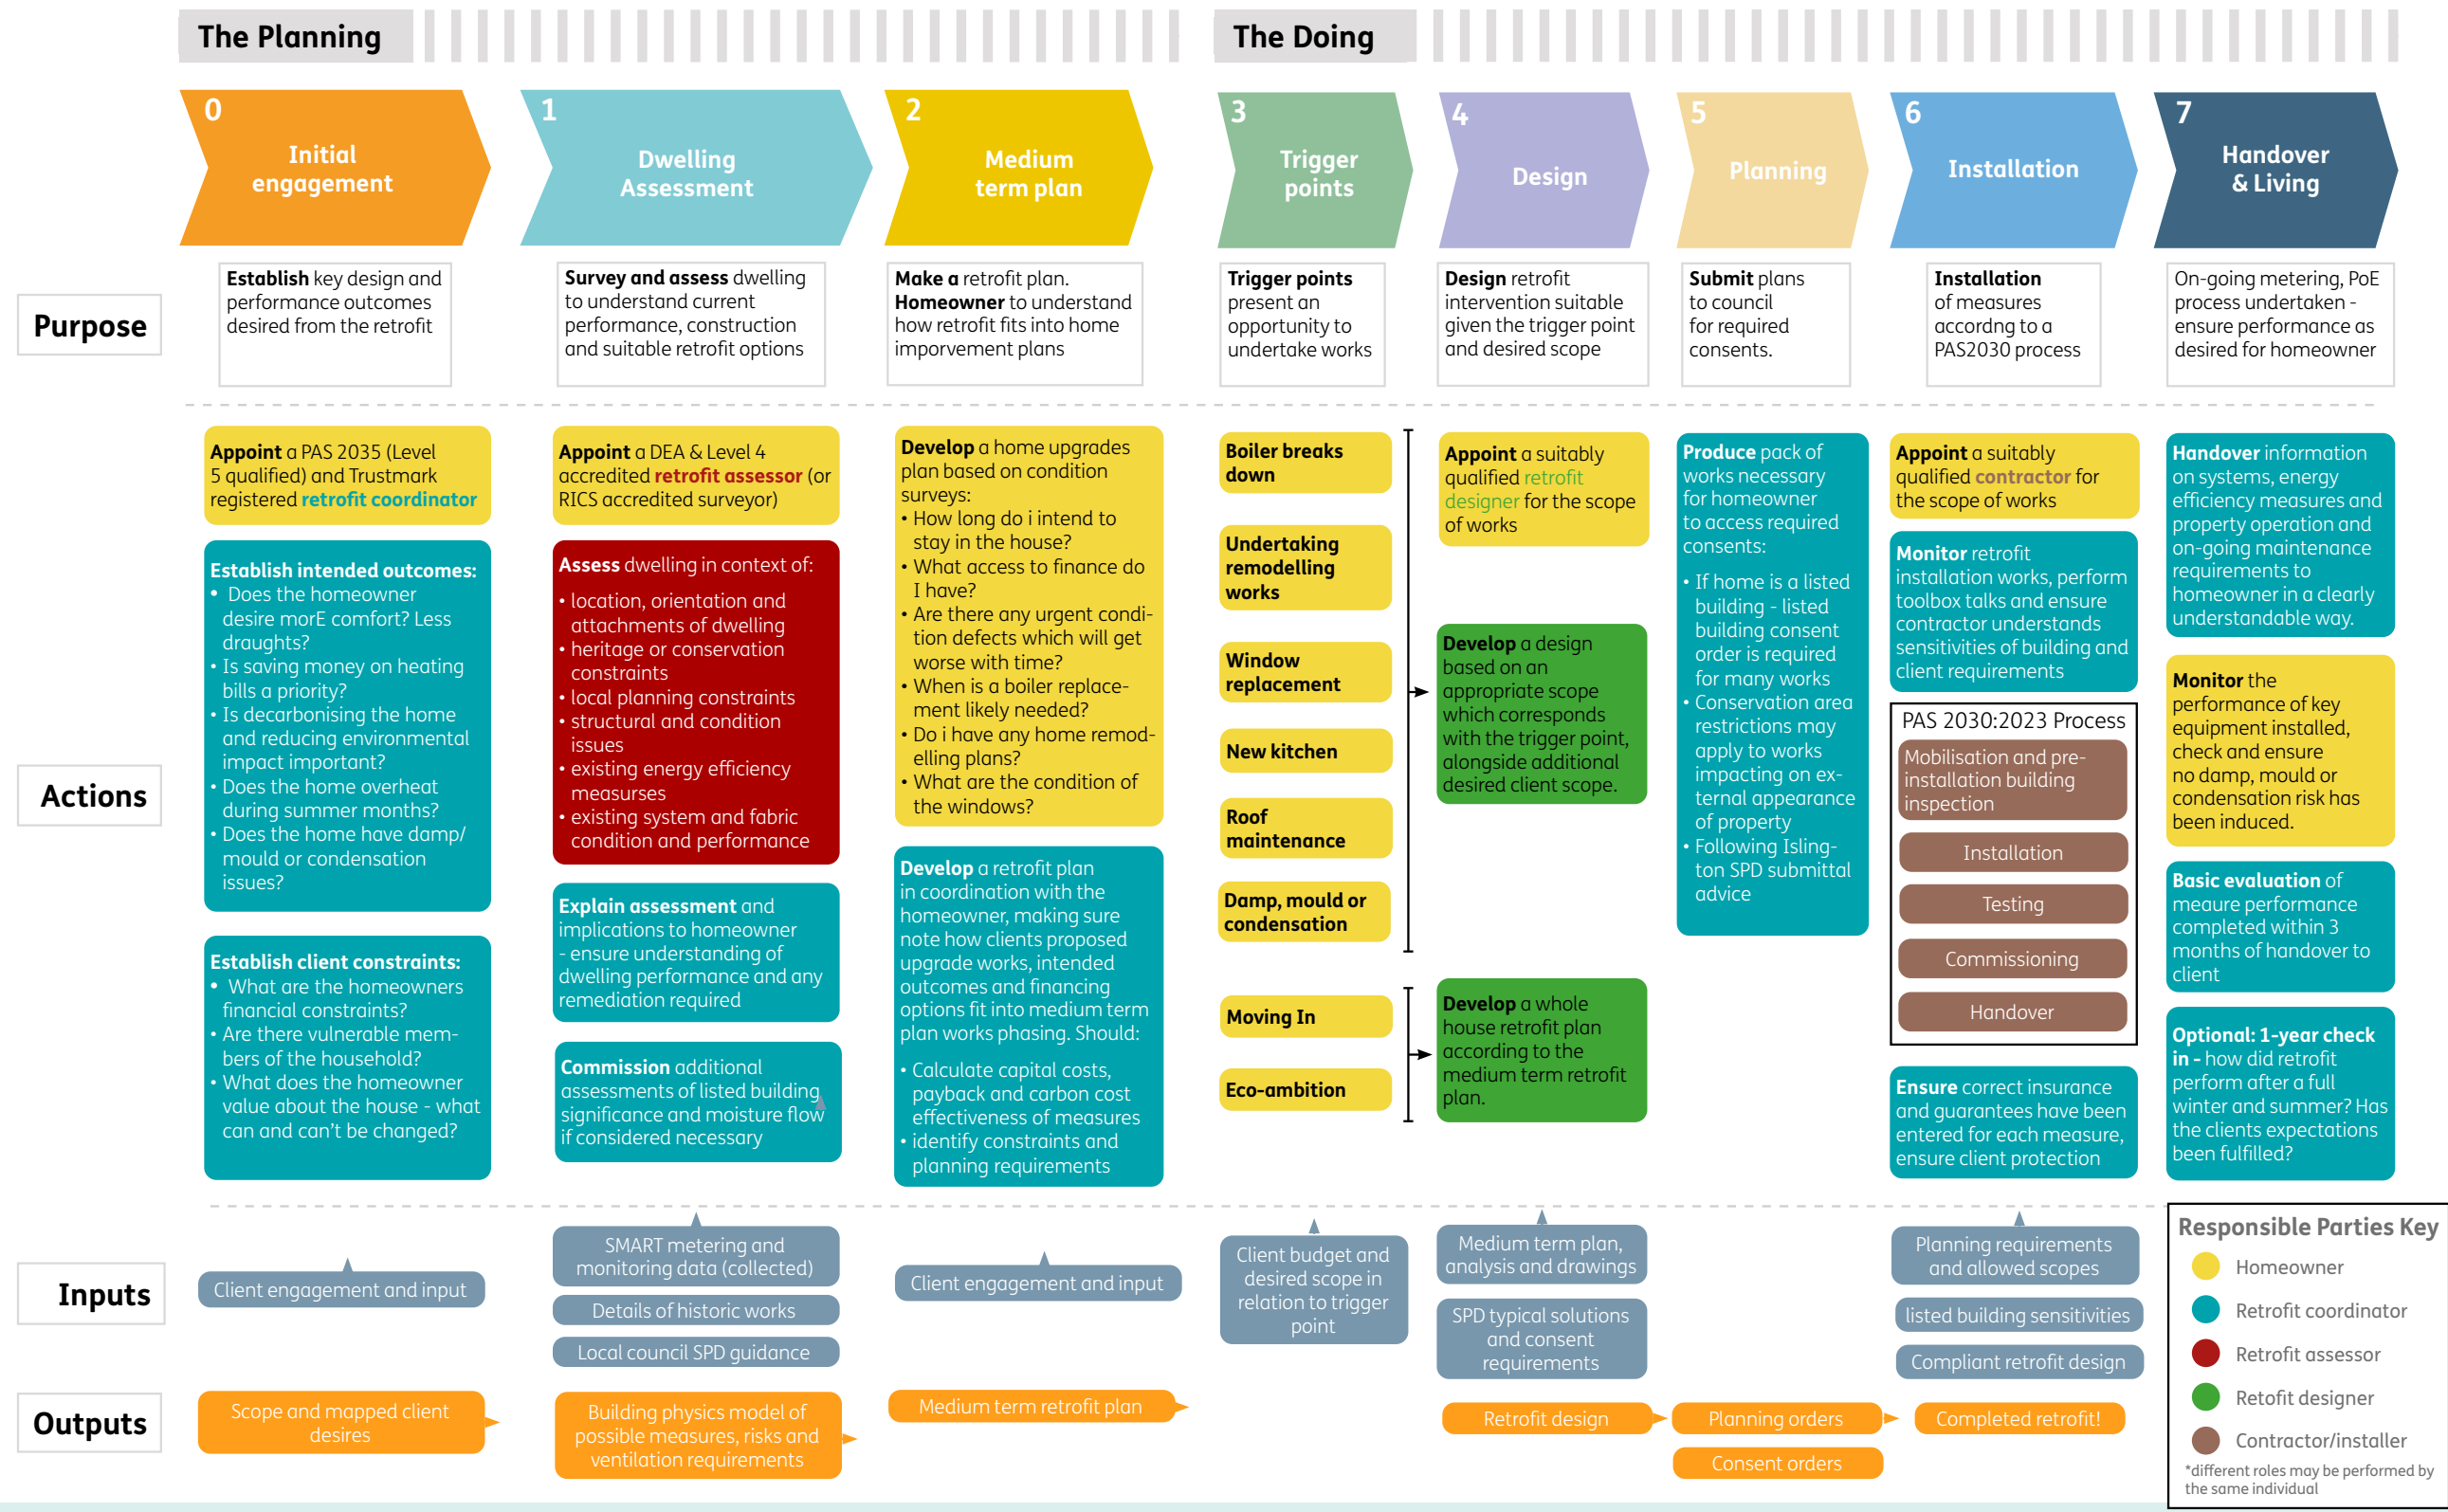 The Planning
The Doing
0
Initial
engagement
1
Dwelling
Assessment
2
Medium
term plan
3
Trigger
points
4
Design
5
Planning
6
Installation
7
Handover
& Living
Purpose
Establish key design and
performance outcomes
desired from the retrofit
Survey and assess dwelling
to understand current
performance, construction
and suitable retrofit options
Make a retrofit plan.
Homeowner to understand
how retrofit fits into home
imporvement plans
Trigger points
present an
opportunity to
undertake works
Design retrofit
intervention suitable
given the trigger point
and desired scope
Submit plans
to council
for required
consents.
Installation
of measures
accordng to a
PAS2030 process
On-going metering, PoE
process undertaken -
ensure performance as
desired for homeowner
Actions
Appoint a PAS 2035 (Level
5 qualified) and Trustmark
registered retrofit coordinator
Establish intended outcomes:
• Does the homeowner
desire morE comfort? Less
draughts?
• Is saving money on heating
bills a priority?
• Is decarbonising the home
and reducing environmental
impact important?
• Does the home overheat
during summer months?
• Does the home have damp/
mould or condensation
issues?
Establish client constraints:
• What are the homeowners
financial constraints?
• Are there vulnerable mem-
bers of the household?
• What does the homeowner
value about the house - what
can and can't be changed?
Appoint a DEA & Level 4
accredited retrofit assessor (or
RICS accredited surveyor)
Assess dwelling in context of:
• location, orientation and
attachments of dwelling
• heritage or conservation
constraints
• local planning constraints
• structural and condition
issues
• existing energy efficiency
measurses
• existing system and fabric
condition and performance
Explain assessment and
implications to homeowner
- ensure understanding of
dwelling performance and any
remediation required
Commission additional
assessments of listed building
significance and moisture flow
if considered necessary
Develop a home upgrades
plan based on condition
surveys:
• How long do i intend to
stay in the house?
• What access to finance do
I have?
• Are there any urgent condi-
tion defects which will get
worse with time?
• When is a boiler replace-
ment likely needed?
• Do i have any home remod-
elling plans?
• What are the condition of
the windows?
Develop a retrofit plan
in coordination with the
homeowner, making sure
note how clients proposed
upgrade works, intended
outcomes and financing
options fit into medium term
plan works phasing. Should:
• Calculate capital costs,
payback and carbon cost
effectiveness of measures
• identify constraints and
planning requirements
Boiler breaks
down
Undertaking
remodelling
works
Window
replacement
New kitchen
Roof
maintenance
Damp, mould or
condensation
Moving In
Eco-ambition
Appoint a suitably
qualified retrofit
designer for the scope
of works
Develop a design
based on an
appropriate scope
which corresponds
with the trigger point,
alongside additional
desired client scope.
Develop a whole
house retrofit plan
according to the
medium term retrofit
plan.
Produce pack of
works necessary
for homeowner
to access required
consents:
• If home is a listed
building - listed
building consent
order is required
for many works
• Conservation area
restrictions may
apply to works
impacting on ex-
ternal appearance
of property
• Following Isling-
ton SPD submittal
advice
Appoint a suitably
qualified contractor for
the scope of works
Monitor retrofit
installation works, perform
toolbox talks and ensure
contractor understands
sensitivities of building and
client requirements
PAS 2030:2023 Process
Mobilisation and pre-
installation building
inspection
Installation
Testing
Commissioning
Handover
Ensure correct insurance
and guarantees have been
entered for each measure,
ensure client protection
Handover information
on systems, energy
efficiency measures and
property operation and
on-going maintenance
requirements to
homeowner in a clearly
understandable way.
Monitor the
performance of key
equipment installed,
check and ensure
no damp, mould or
condensation risk has
been induced.
Basic evaluation of
meaure performance
completed within 3
months of handover to
client
Optional: 1-year check
in - how did retrofit
perform after a full
winter and summer? Has
the clients expectations
been fulfilled?
Inputs
Client engagement and input
SMART metering and
monitoring data (collected)
Details of historic works
Local council SPD guidance
Client engagement and input
Client budget and
desired scope in
relation to trigger
point
Medium term plan,
analysis and drawings
SPD typical solutions
and consent
requirements
Planning requirements
and allowed scopes
listed building sensitivities
Compliant retrofit design
Outputs
Scope and mapped client
desires
Building physics model of
possible measures, risks and
ventilation requirements
Medium term retrofit plan
Retrofit design
Planning orders
Consent orders
Completed retrofit!
Responsible Parties Key
Homeowner
Retrofit coordinator
Retrofit assessor
Retofit designer
Contractor/installer
*different roles may be performed by
the same individual